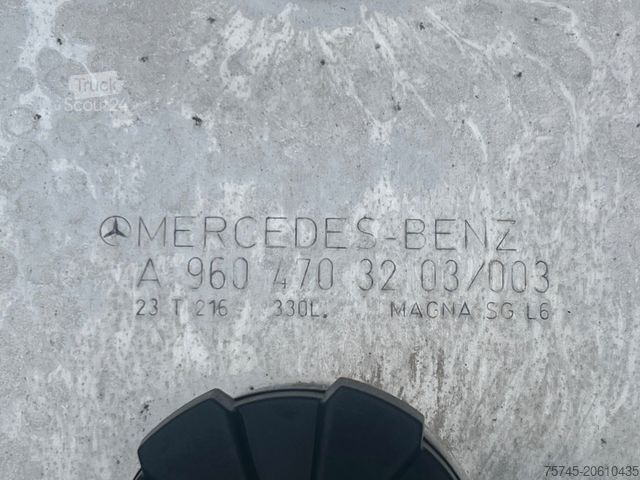 Truck
Scout24
MERCEDES-BENZ
A 960 470 32 03/003
23 T 216 330L. MAGNA SG L6
75745-20610435